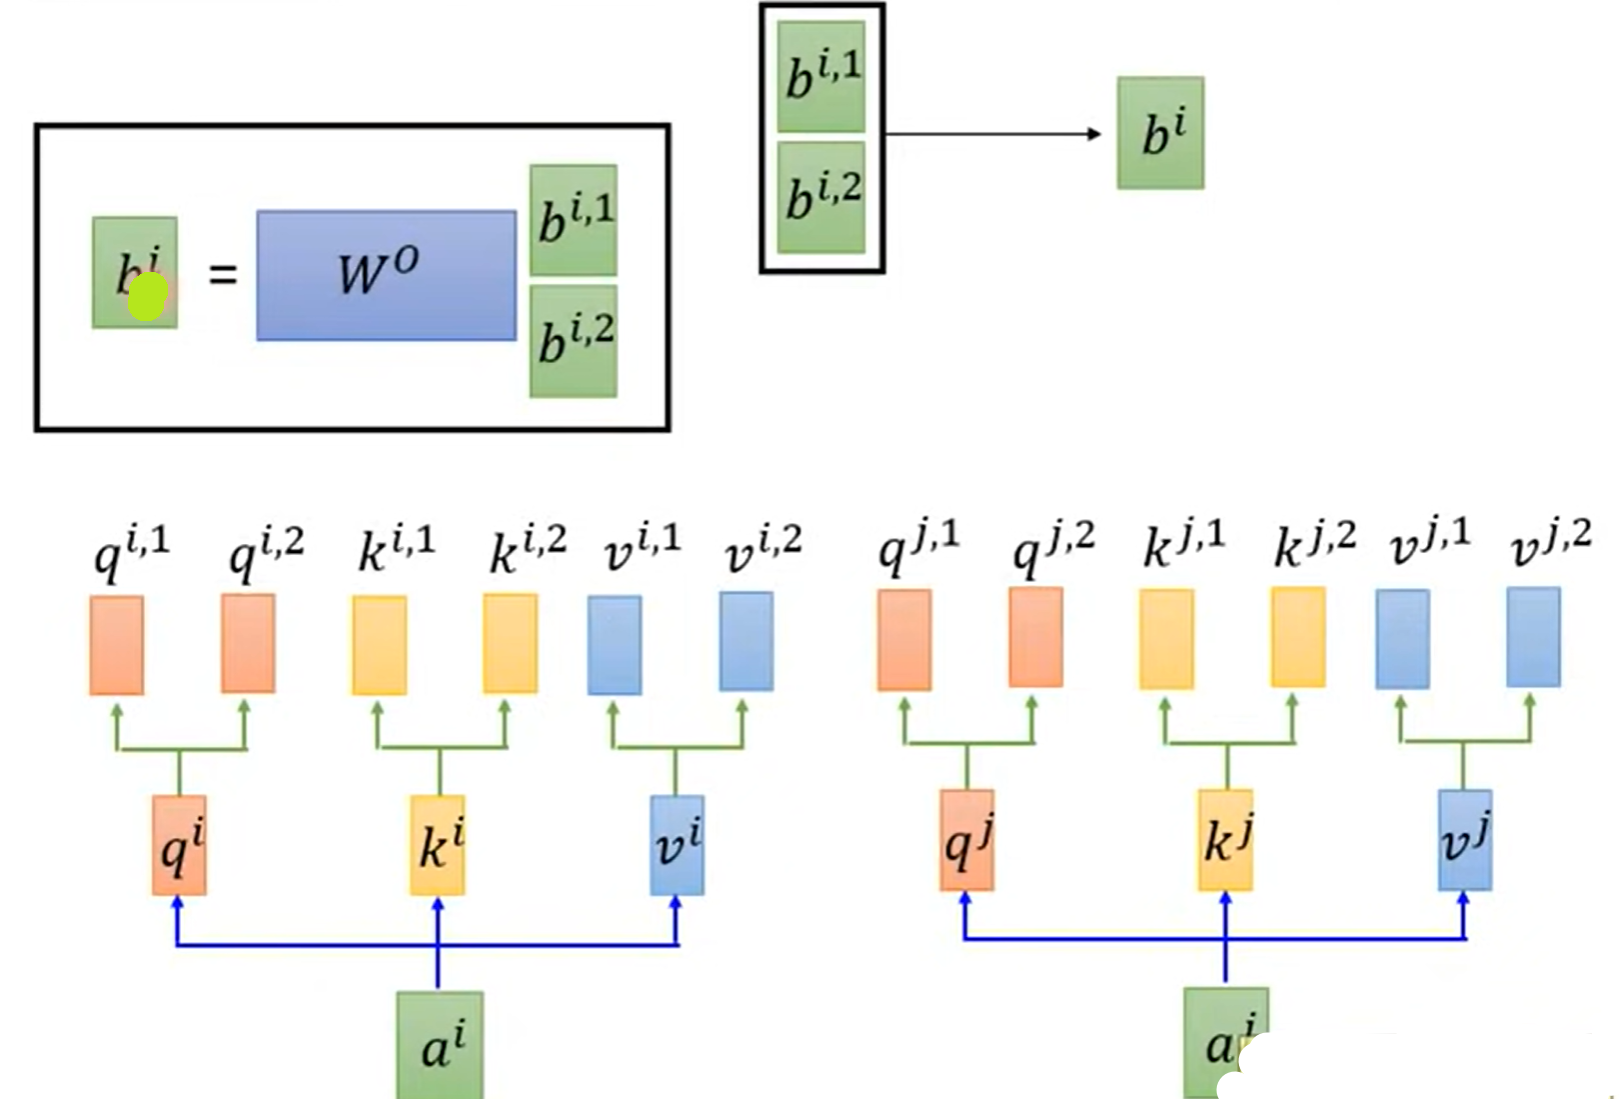 b^{i,1}
b^{i,2}
b^i
b^i = W^O b^{i,1}
b^{i,2}
q^{i,1} q^{i,2} k^{i,1} k^{i,2} v^{i,1} v^{i,2} q^{j,1} q^{j,2} k^{j,1} k^{j,2} v^{j,1} v^{j,2}
q^i k^i v^i q^j k^j v^j
a^i a